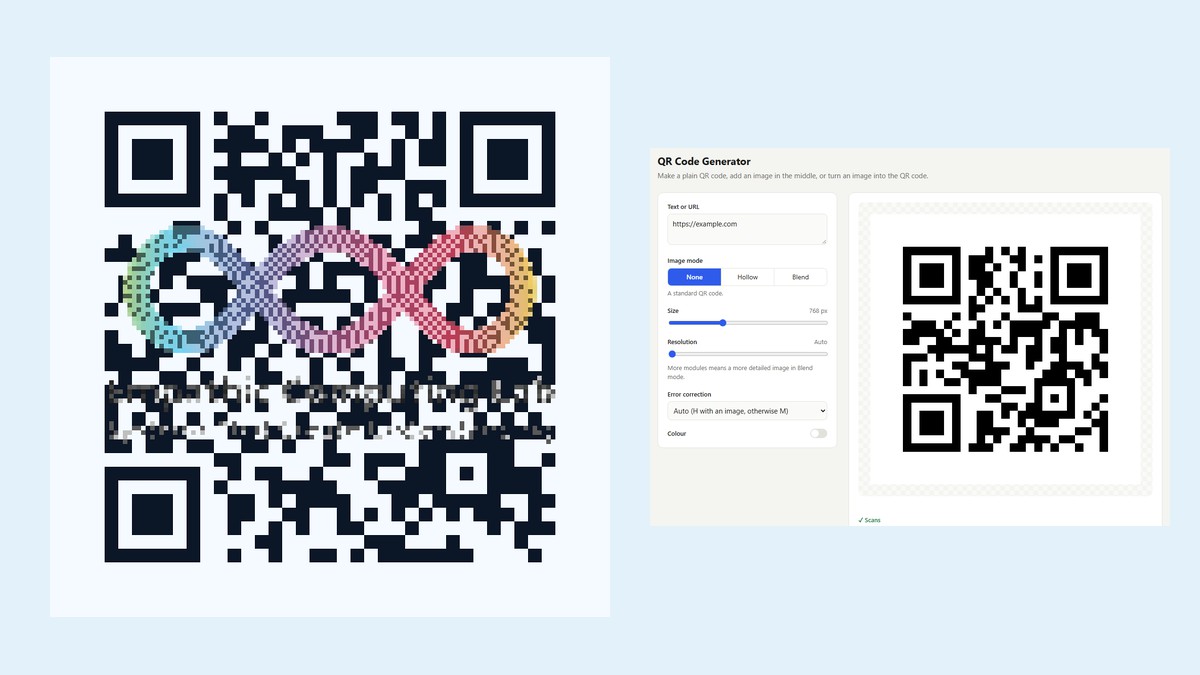 Empathic Computing Lab
QR Code Generator
Make a plain QR code, add an image in the middle, or turn an image into the QR code.
Text or URL
https://example.com
Image mode
None Hollow Blend
A standard QR code.
Size 768 px
Resolution Auto
More modules means a more detailed image in Blend
mode.
Error correction
Auto (H with an image, otherwise M)
Colour
✓ Scans